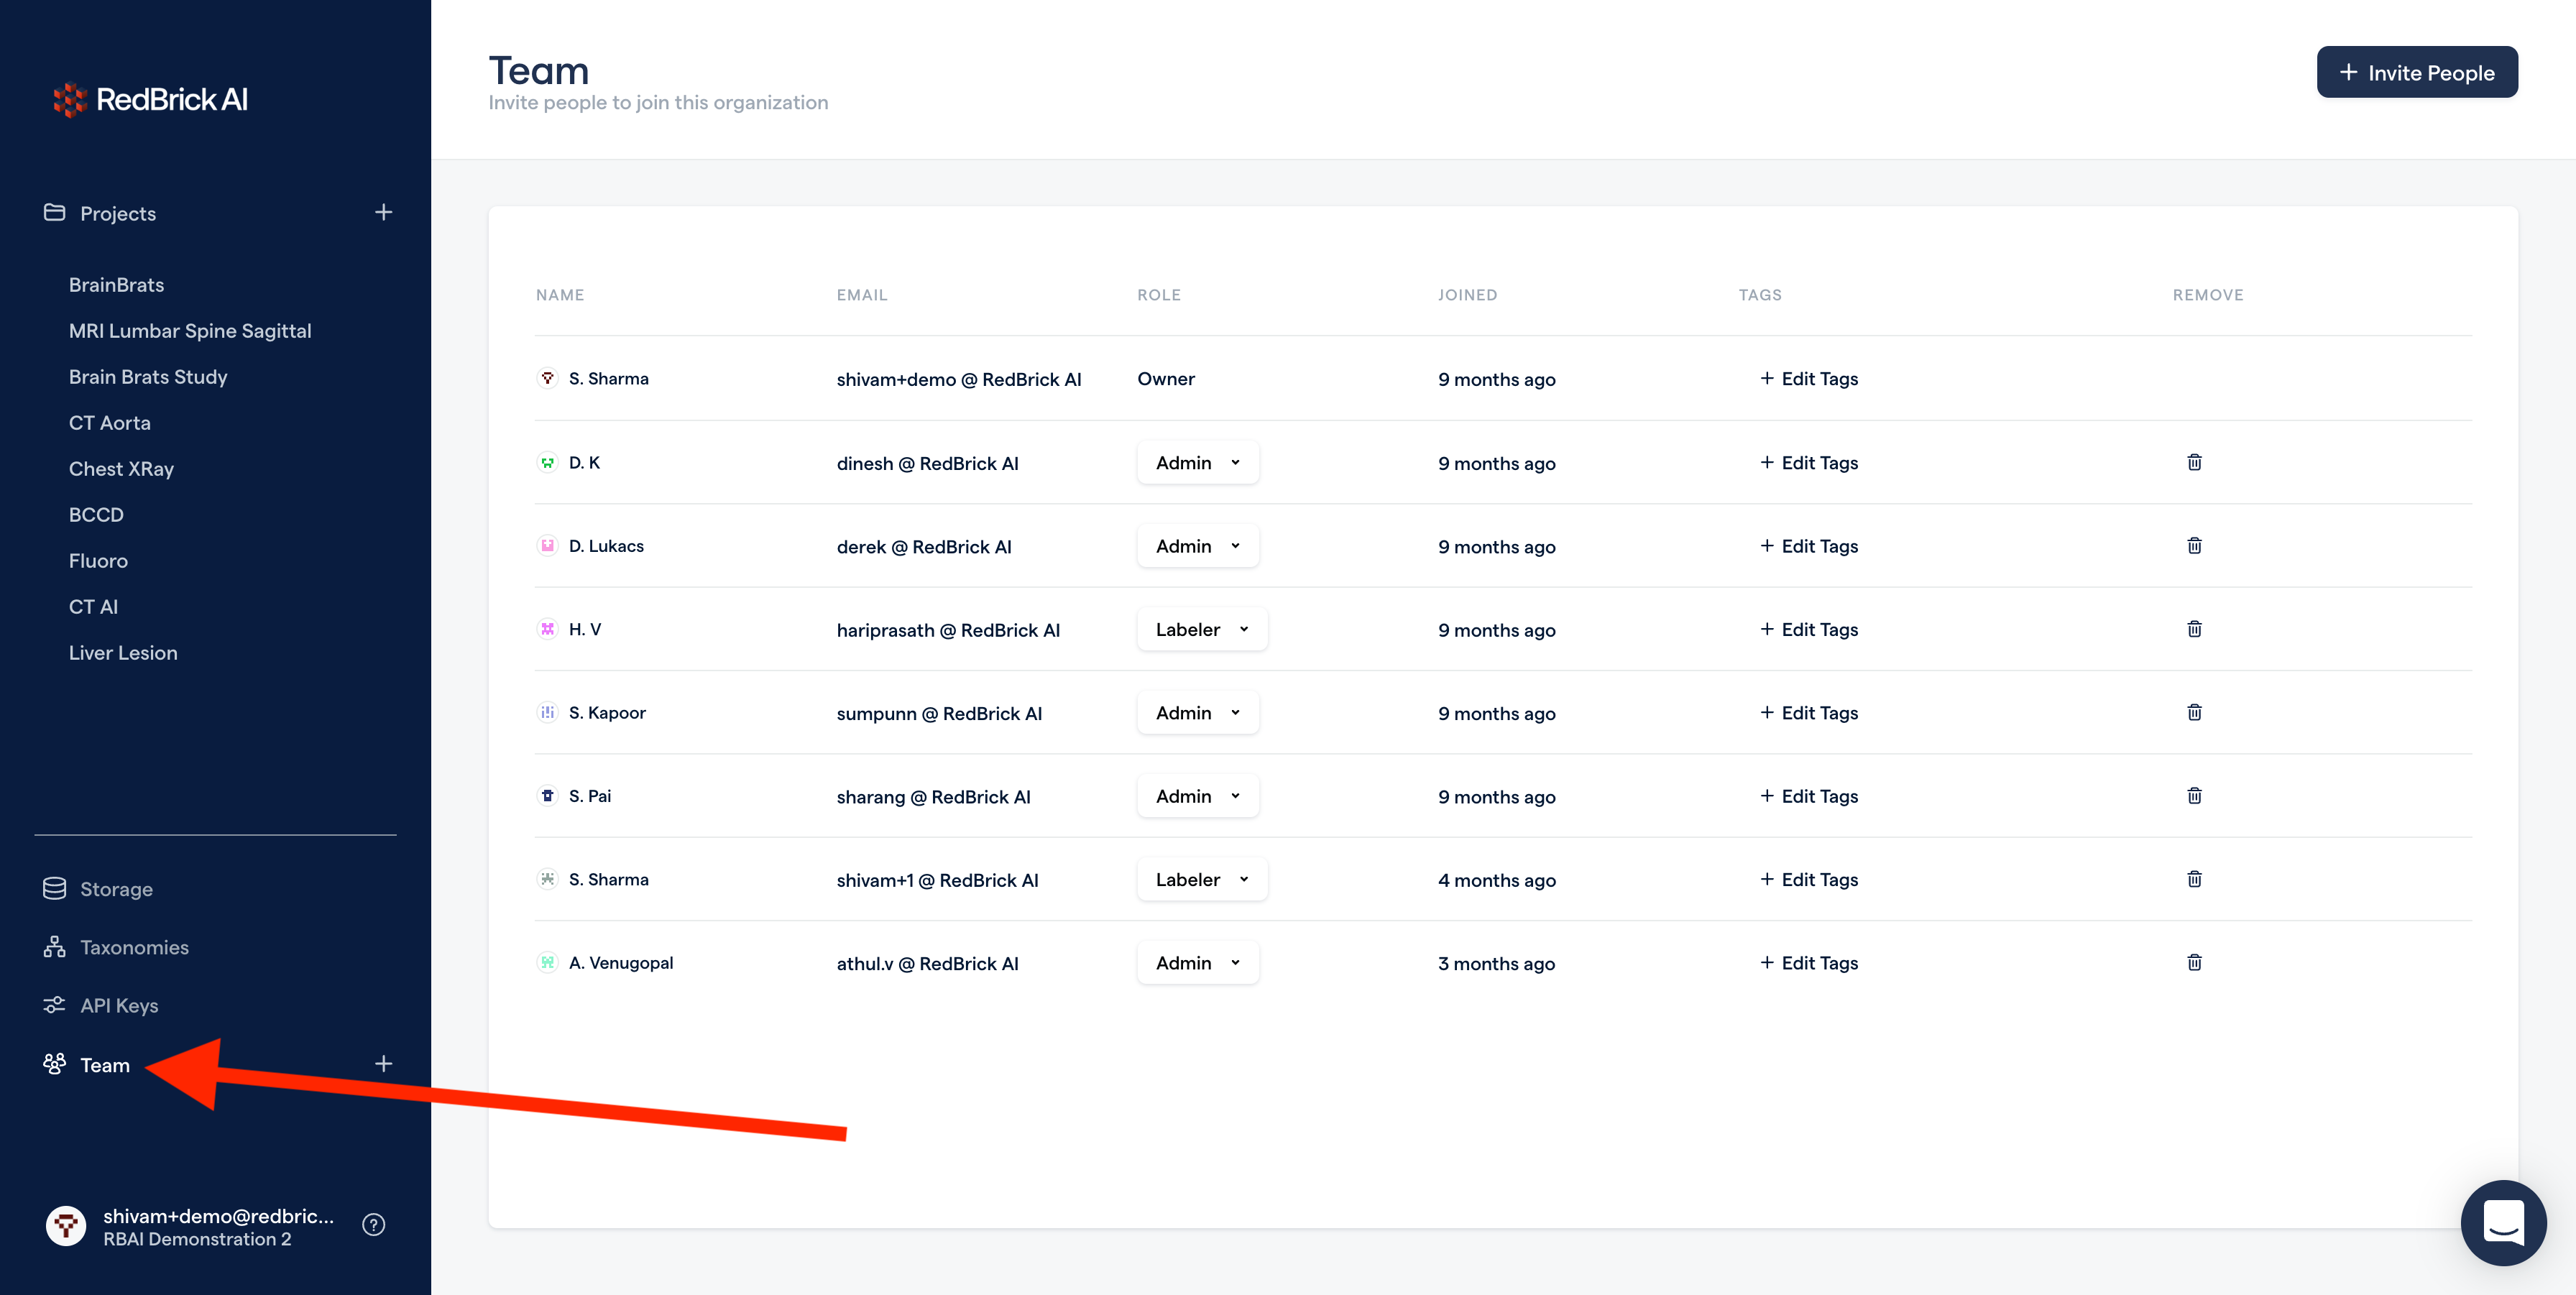 RedBrick AI
Projects
BrainBrats
MRI Lumbar Spine Sagittal
Brain Brats Study
CT Aorta
Chest XRay
BCCD
Fluoro
CT AI
Liver Lesion
Storage
Taxonomies
API Keys
Team
shivam+demo@redbric...
RBAI Demonstration 2
Team
Invite people to join this organization
+ Invite People
NAME EMAIL ROLE JOINED TAGS REMOVE
S. Sharma shivam+demo @ RedBrick AI Owner 9 months ago + Edit Tags
D. K dinesh @ RedBrick AI Admin 9 months ago + Edit Tags
D. Lukacs derek @ RedBrick AI Admin 9 months ago + Edit Tags
H. V hariprasath @ RedBrick AI Labeler 9 months ago + Edit Tags
S. Kapoor sumpunn @ RedBrick AI Admin 9 months ago + Edit Tags
S. Pai sharang @ RedBrick AI Admin 9 months ago + Edit Tags
S. Sharma shivam+1 @ RedBrick AI Labeler 4 months ago + Edit Tags
A. Venugopal athul.v @ RedBrick AI Admin 3 months ago + Edit Tags